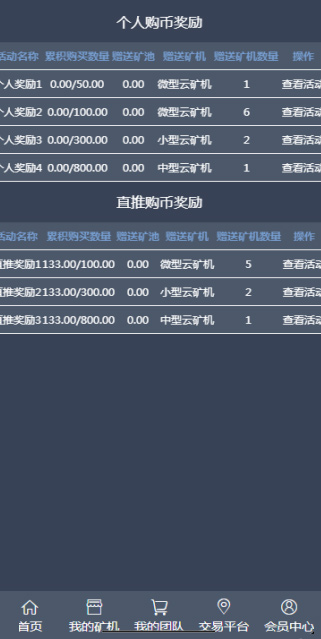 个人购币奖励
活动名称 累积购买数量 赠送矿池 赠送矿机 赠送矿机数量 操作
个人奖励1 0.00/50.00 0.00 微型云矿机 1 查看活动
个人奖励2 0.00/100.00 0.00 微型云矿机 6 查看活动
个人奖励3 0.00/300.00 0.00 小型云矿机 2 查看活动
个人奖励4 0.00/800.00 0.00 中型云矿机 1 查看活动
直推购币奖励
活动名称 累积购买数量 赠送矿池 赠送矿机 赠送矿机数量 操作
直推奖励1 133.00/100.00 0.00 微型云矿机 5 查看活动
直推奖励2 133.00/300.00 0.00 小型云矿机 2 查看活动
直推奖励3 133.00/800.00 0.00 中型云矿机 1 查看活动
首页 我的矿机 我的团队 交易平台 会员中心